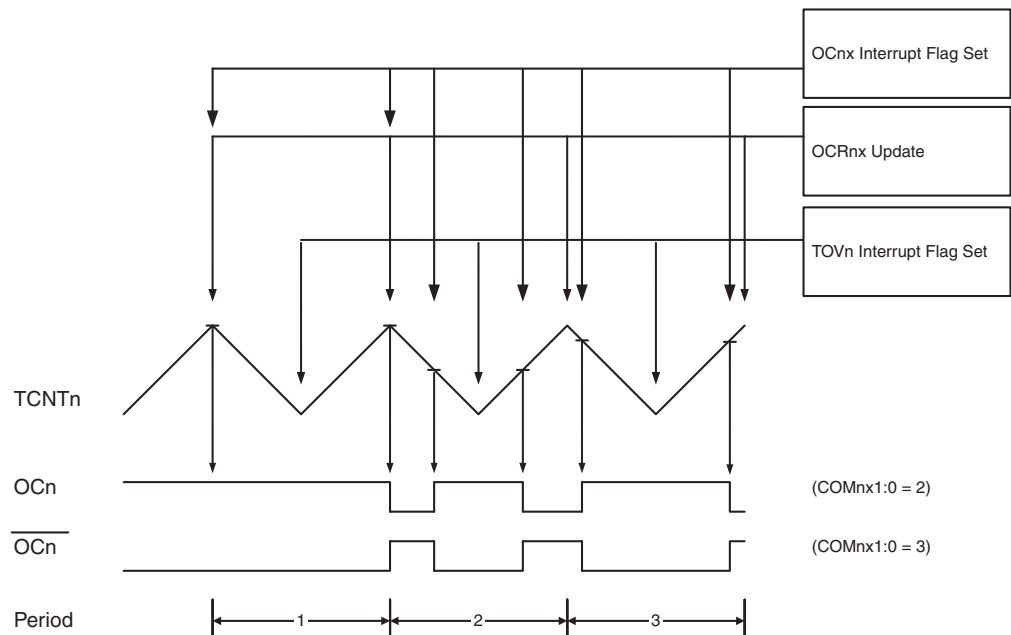 OCnx Interrupt Flag Set
OCRnx Update
TOVn Interrupt Flag Set
TCNTn
OCn (COMnx1:0 = 2)
OCn (COMnx1:0 = 3)
Period 1 2 3